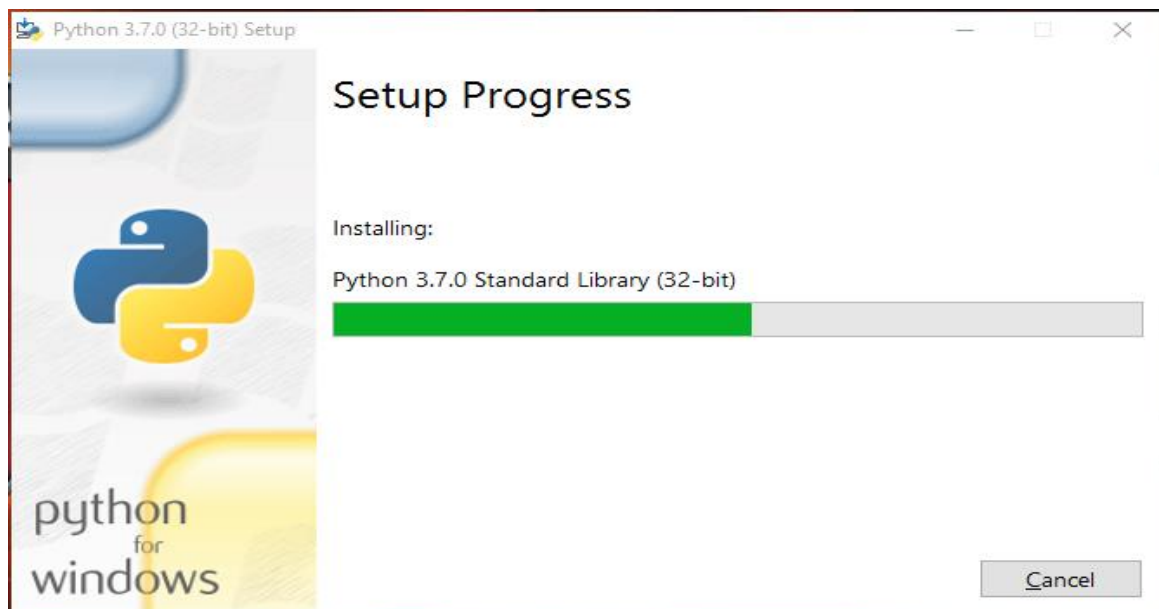 Python 3.7.0 (32-bit) Setup
Setup Progress
Installing:
Python 3.7.0 Standard Library (32-bit)
python
for
windows
Cancel